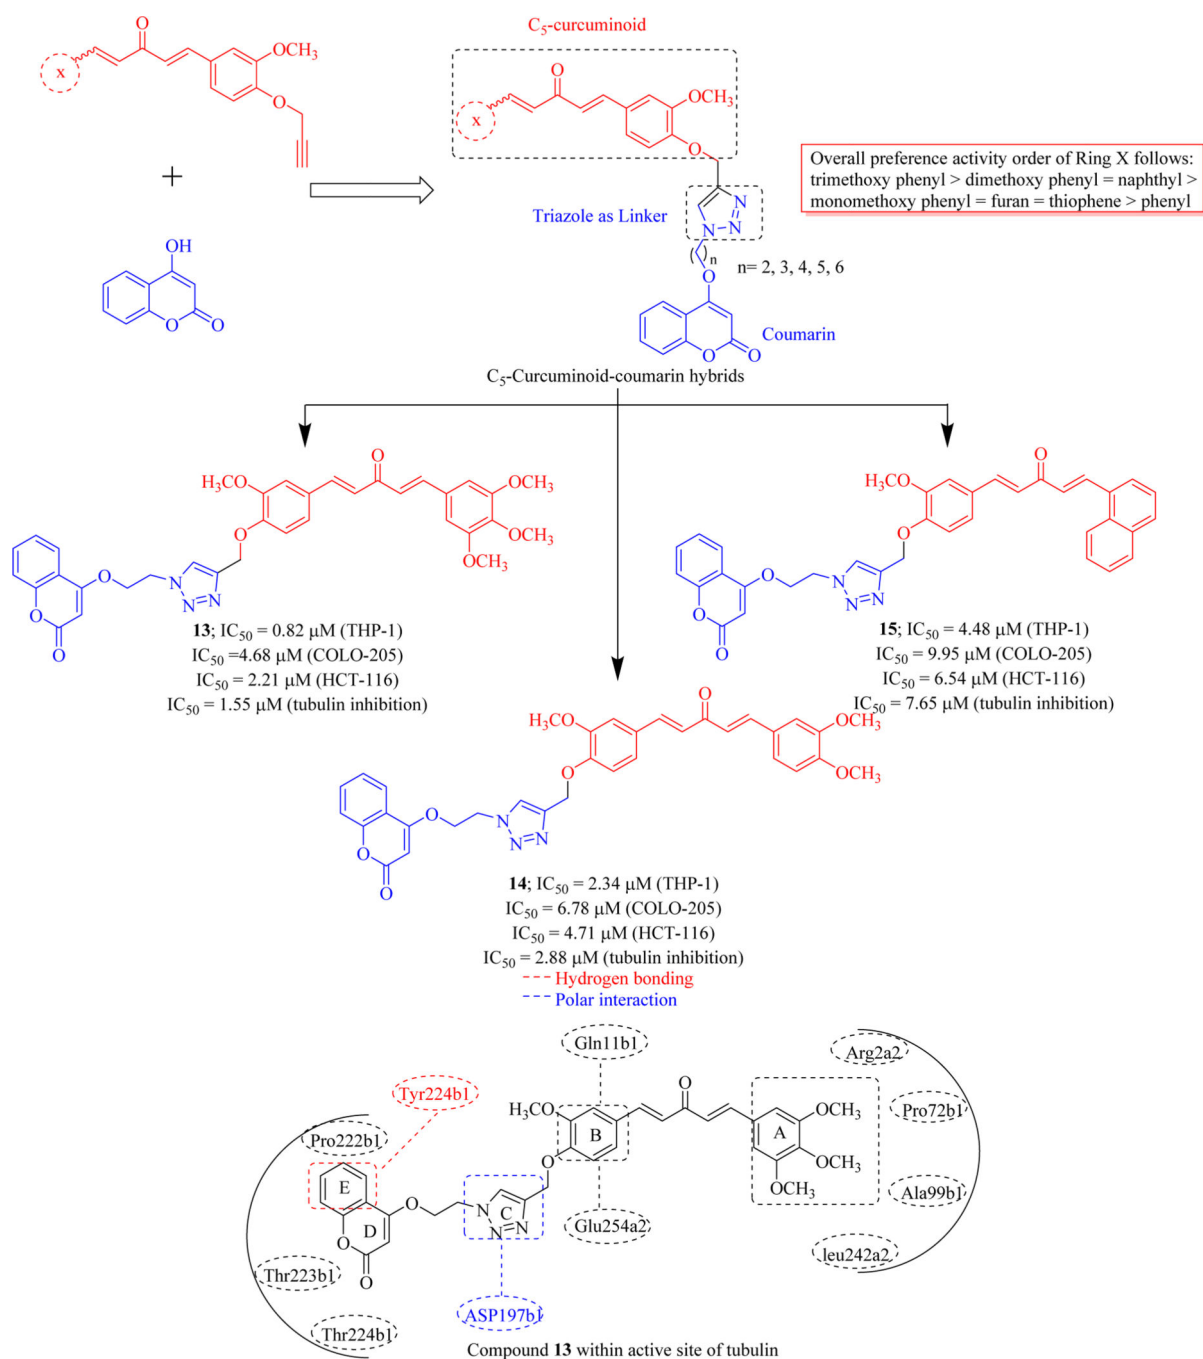 C5-curcuminoid
O
X
OCH3
O
O
X
OCH3
O
+
Overall preference activity order of Ring X follows:
trimethoxy phenyl > dimethoxy phenyl = naphthyl >
monomethoxy phenyl = furan = thiophene > phenyl
Triazole as Linker
N
N
N
OH
( )n
n= 2, 3, 4, 5, 6
O
O
O
Coumarin
O
O
C5-Curcuminoid-coumarin hybrids
O
H3CO
OCH3
O
OCH3
OCH3
O
N
N
N
O
O
13; IC50 = 0.82 μM (THP-1)
IC50 =4.68 μM (COLO-205)
IC50 = 2.21 μM (HCT-116)
IC50 = 1.55 μM (tubulin inhibition)
O
H3CO
O
O
N
N
N
O
O
15; IC50 = 4.48 μM (THP-1)
IC50 = 9.95 μM (COLO-205)
IC50 = 6.54 μM (HCT-116)
IC50 = 7.65 μM (tubulin inhibition)
O
H3CO
OCH3
O
OCH3
O
N
N
N
O
O
14; IC50 = 2.34 μM (THP-1)
IC50 = 6.78 μM (COLO-205)
IC50 = 4.71 μM (HCT-116)
IC50 = 2.88 μM (tubulin inhibition)
Hydrogen bonding
Polar interaction
Gln11b1
Arg2a2
Tyr224b1
O
Pro72b1
H3CO
B
A
OCH3
Pro222b1
O
OCH3
E
OCH3
Ala99b1
O
N
C
D
N
N
Glu254a2
O
leu242a2
O
Thr223b1
ASP197b1
Thr224b1
Compound 13 within active site of tubulin